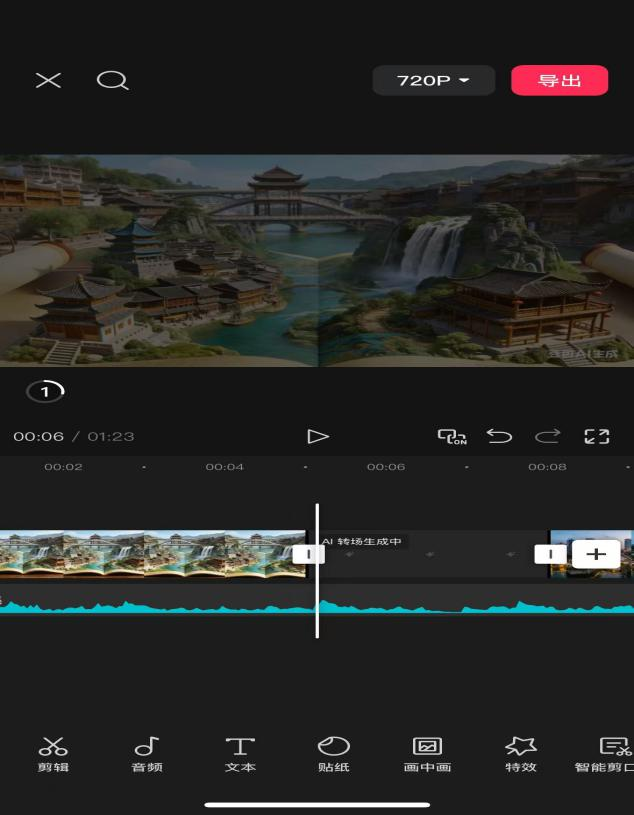 720P
导出
豆包AI生成
1
00:06 / 01:23
ON
00:02
00:04
00:06
00:08
AI 转场生成中
剪辑
音频
文本
贴纸
画中画
特效
智能剪口